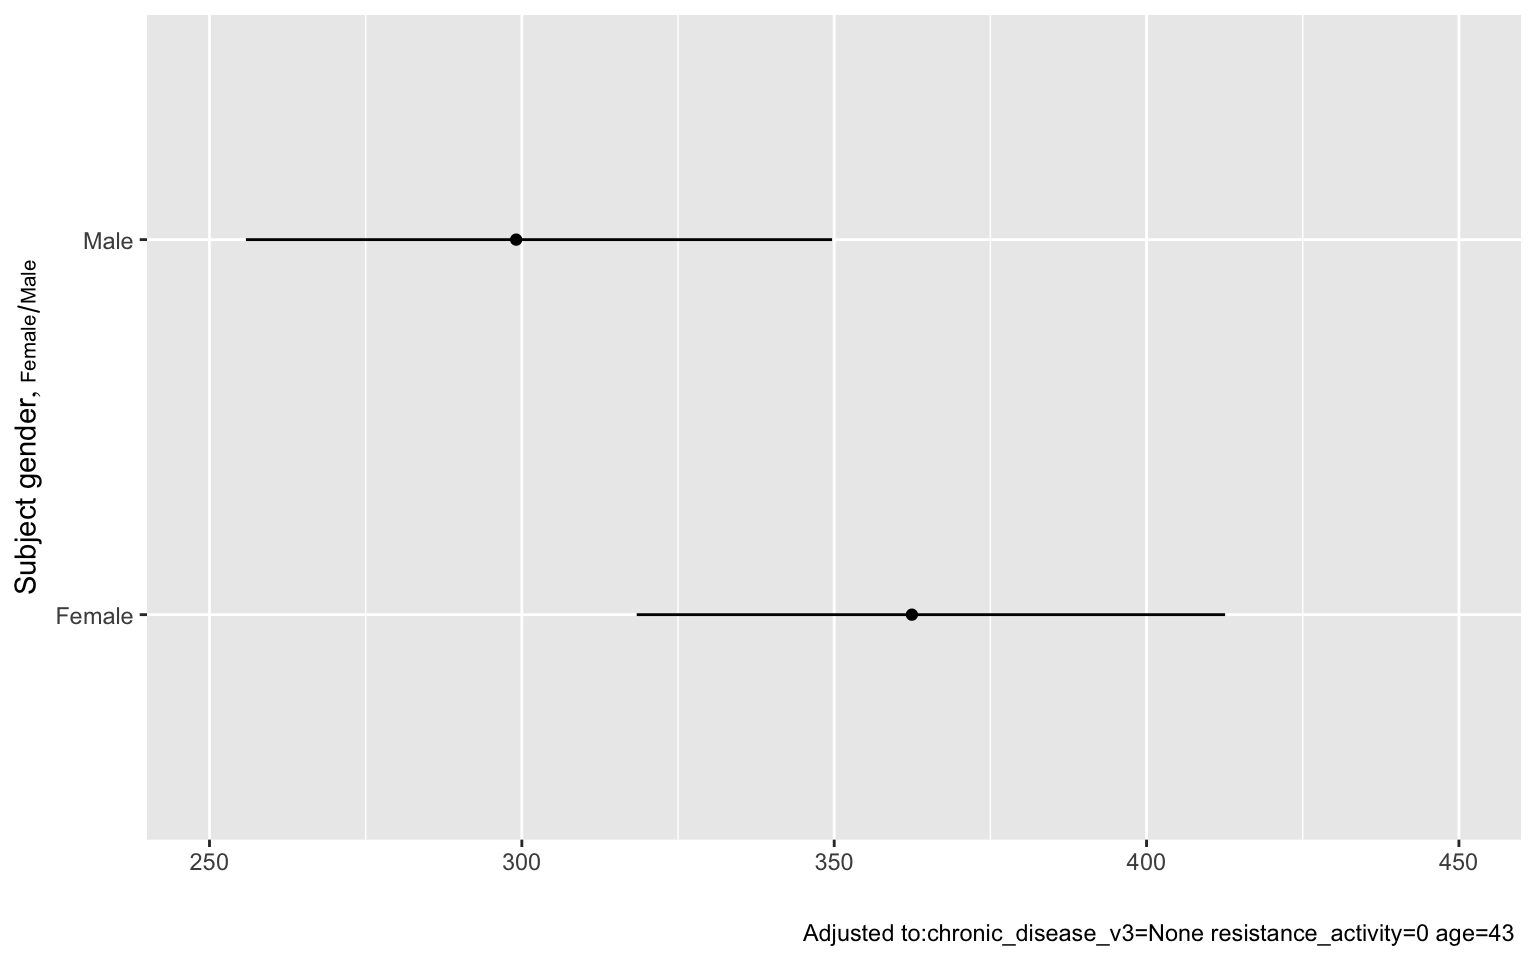 Subject gender, Female/Male
Male
Female
250 300 350 400 450
Adjusted to:chronic_disease_v3=None resistance_activity=0 age=43